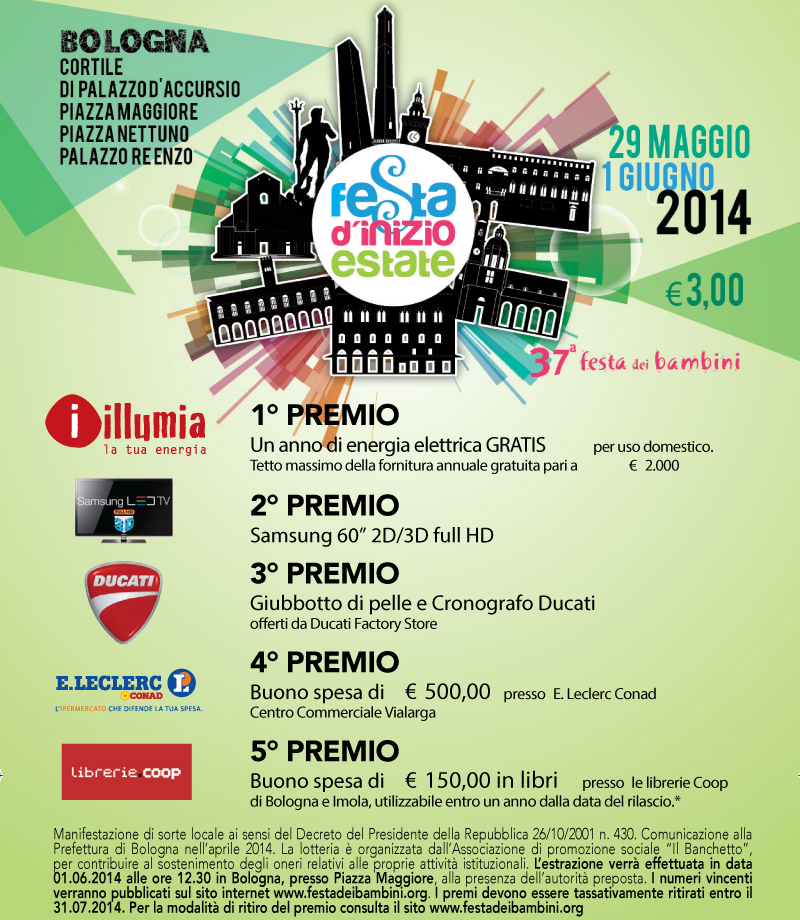 BOLOGNA
CORTILE
DI PALAZZO D'ACCURSIO
PIAZZA MAGGIORE
PIAZZA NETTUNO
PALAZZO RE ENZO
festa
d'inizio
estate
29 MAGGIO
1 GIUGNO
2014
€ 3,00
37ª festa dei bambini
i illumia
la tua energia
1° PREMIO
Un anno di energia elettrica GRATIS per uso domestico.
Tetto massimo della fornitura annuale gratuita pari a € 2.000
Samsung LED TV
FULL HD
2° PREMIO
Samsung 60” 2D/3D full HD
DUCATI
3° PREMIO
Giubbotto di pelle e Cronografo Ducati
offerti da Ducati Factory Store
E.LECLERC L
CONAD
L'IPERMERCATO CHE DIFENDE LA TUA SPESA.
4° PREMIO
Buono spesa di € 500,00 presso E. Leclerc Conad
Centro Commerciale Vialarga
librerie.coop
5° PREMIO
Buono spesa di € 150,00 in libri presso le librerie Coop
di Bologna e Imola, utilizzabile entro un anno dalla data del rilascio.*
Manifestazione di sorte locale ai sensi del Decreto del Presidente della Repubblica 26/10/2001 n. 430. Comunicazione alla
Prefettura di Bologna nell'aprile 2014. La lotteria è organizzata dall'Associazione di promozione sociale “Il Banchetto”,
per contribuire al sostenimento degli oneri relativi alle proprie attività istituzionali. L'estrazione verrà effettuata in data
01.06.2014 alle ore 12.30 in Bologna, presso Piazza Maggiore, alla presenza dell'autorità preposta. I numeri vincenti
verranno pubblicati sul sito internet www.festadeibambini.org. I premi devono essere tassativamente ritirati entro il
31.07.2014. Per la modalità di ritiro del premio consulta il sito www.festadeibambini.org